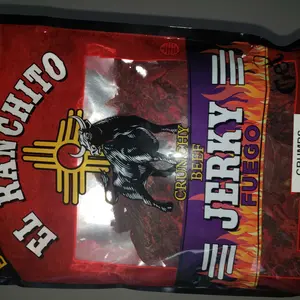 EL RANCHITO
CRUNCHY
BEEF
JERKY
FUEGO